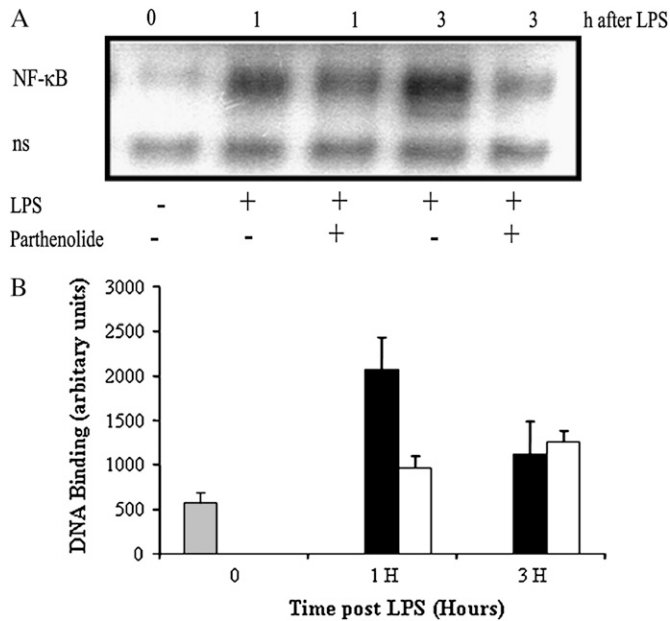 A
0 1 1 3 3 h after LPS
NF-κB
ns
LPS - + + + +
Parthenolide - - + - +
B
3000
2500
2000
1500
1000
500
0
DNA Binding (arbitary units)
0 1 H 3 H
Time post LPS (Hours)